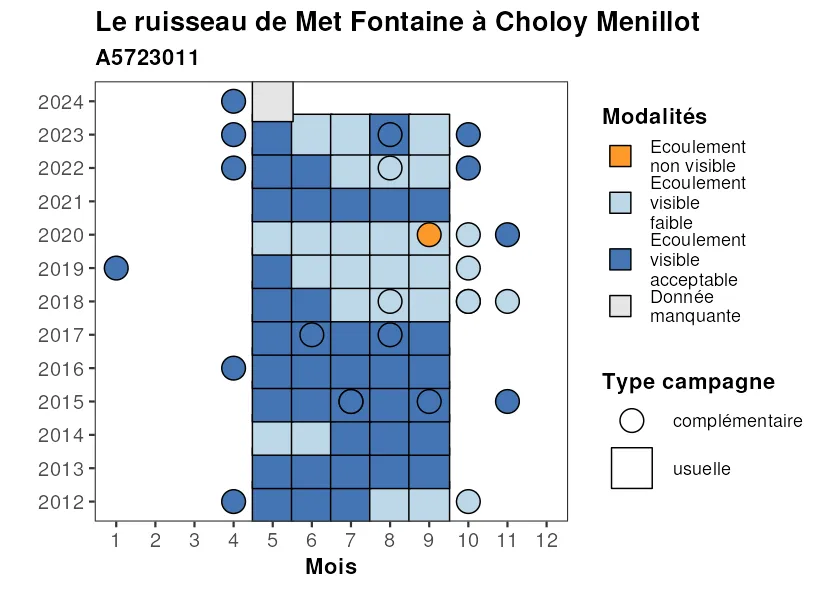 Le ruisseau de Met Fontaine à Choloy Menillot
A5723011
2024
2023
2022
2021
2020
2019
2018
2017
2016
2015
2014
2013
2012
1 2 3 4 5 6 7 8 9 10 11 12
Mois
Modalités
Ecoulement
non visible
Ecoulement
visible
faible
Ecoulement
visible
acceptable
Donnée
manquante
Type campagne
complémentaire
usuelle